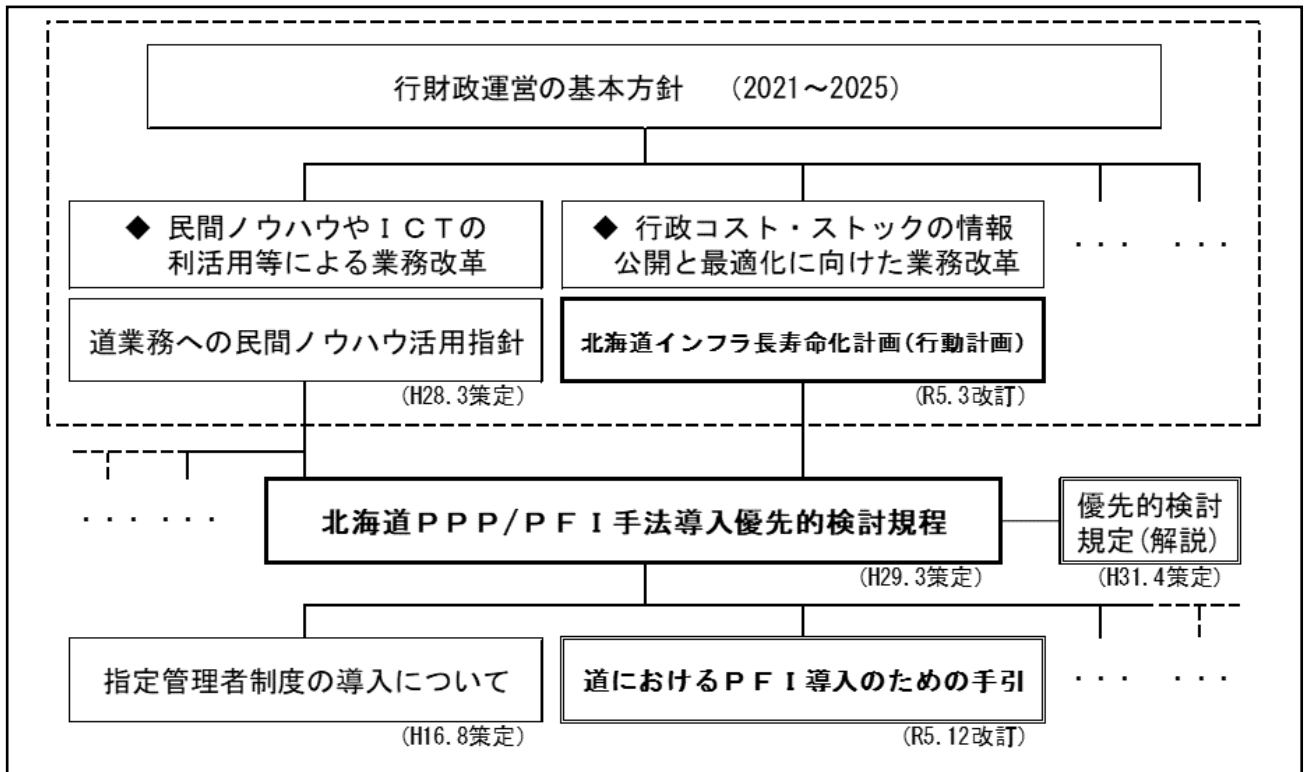 行財政運営の基本方針　（2021～2025）
◆ 民間ノウハウやＩＣＴの
利活用等による業務改革
◆ 行政コスト・ストックの情報
公開と最適化に向けた業務改革
・・・　・・・
道業務への民間ノウハウ活用指針
(H28.3策定)
北海道インフラ長寿命化計画(行動計画)
(R5.3改訂)
・・・　・・・
北海道ＰＰＰ/ＰＦＩ手法導入優先的検討規程
(H29.3策定)
優先的検討
規定(解説)
(H31.4策定)
指定管理者制度の導入について
(H16.8策定)
道におけるＰＦＩ導入のための手引
(R5.12改訂)
・・・　・・・